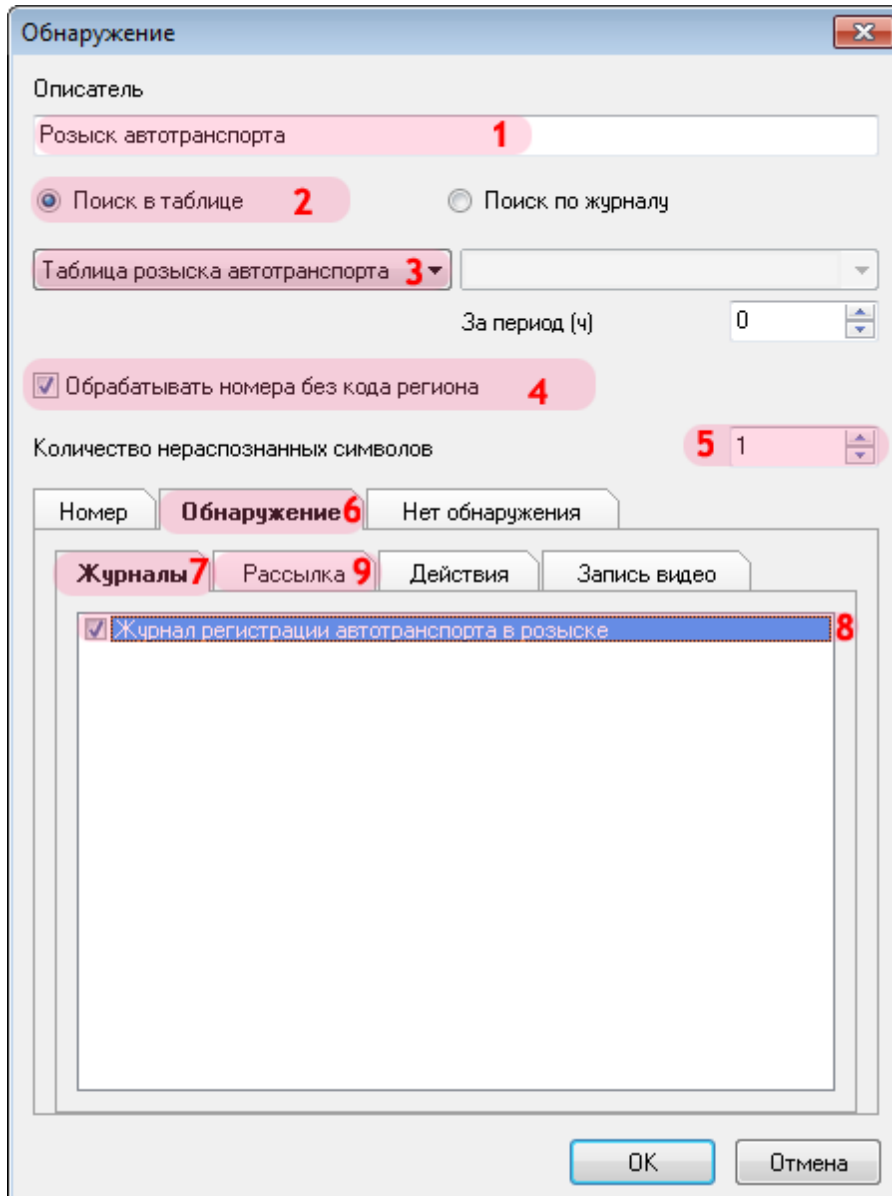 Обнаружение
Описатель
Розыск автотранспорта 1
Поиск в таблице 2 Поиск по журналу
Таблица розыска автотранспорта 3
За период (ч) 0
Обрабатывать номера без кода региона 4
Количество нераспознанных символов 5 1
Номер Обнаружение 6 Нет обнаружения
Журналы 7 Рассылка 9 Действия Запись видео
Журнал регистрации автотранспорта в розыске 8
OK Отмена